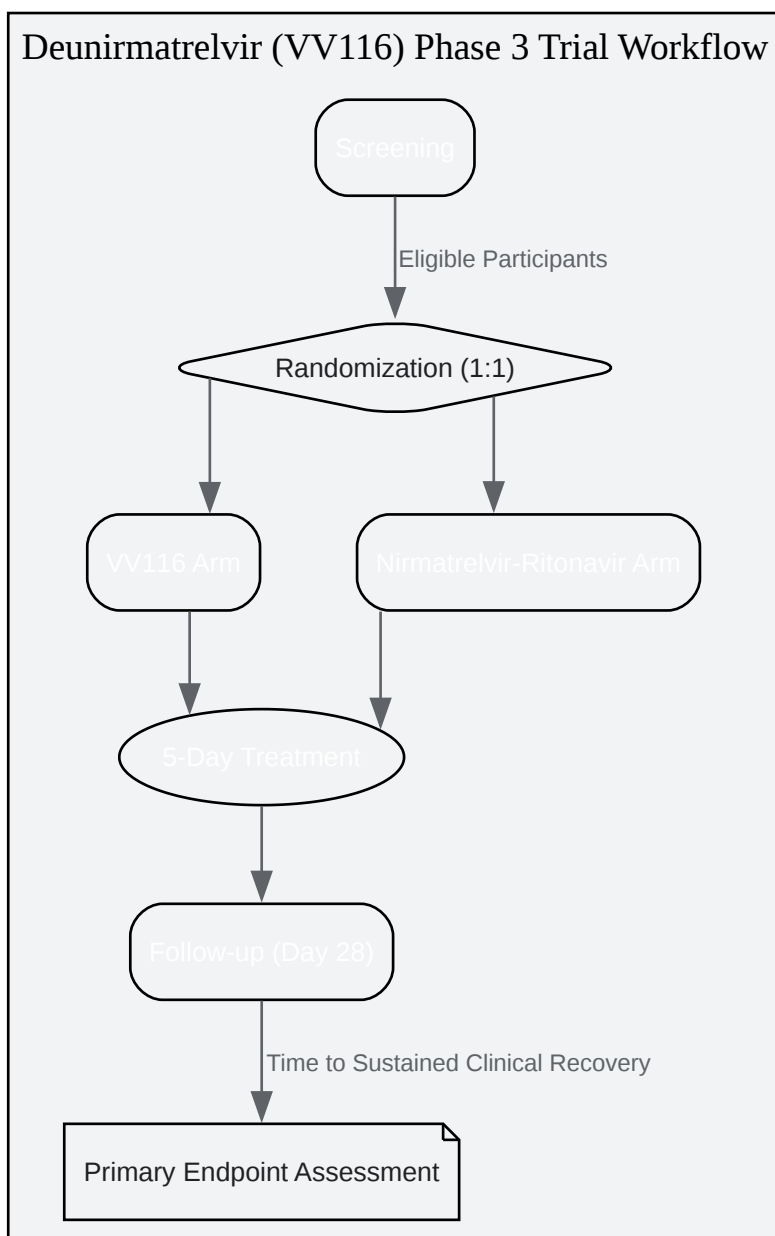 Deunirmatrelvir (VV116) Phase 3 Trial Workflow
Screening
Eligible Participants
Randomization (1:1)
VV116 Arm
Nirmatrelvir-Ritonavir Arm
5-Day Treatment
Follow-up (Day 28)
Time to Sustained Clinical Recovery
Primary Endpoint Assessment